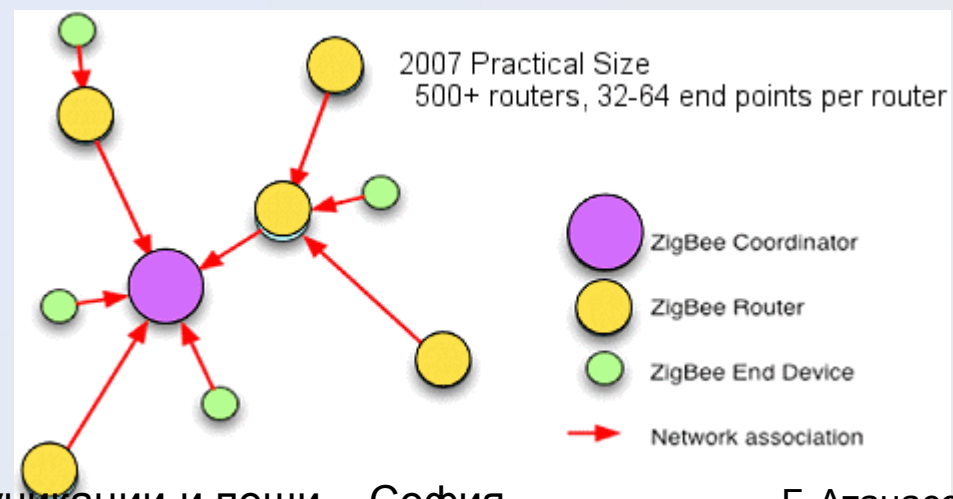 2007 Practical Size
500+ routers, 32-64 end points per router
ZigBee Coordinator
ZigBee Router
ZigBee End Device
Network association
и пощи – София